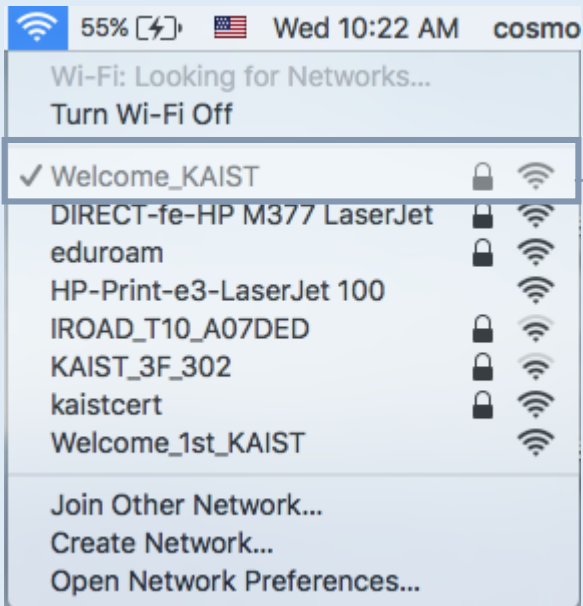 55% Wed 10:22 AM cosmo
Wi-Fi: Looking for Networks...
Turn Wi-Fi Off
Welcome_KAIST
DIRECT-fe-HP M377 LaserJet
eduroam
HP-Print-e3-LaserJet 100
IROAD_T10_A07DED
KAIST_3F_302
kaistcert
Welcome_1st_KAIST
Join Other Network...
Create Network...
Open Network Preferences...